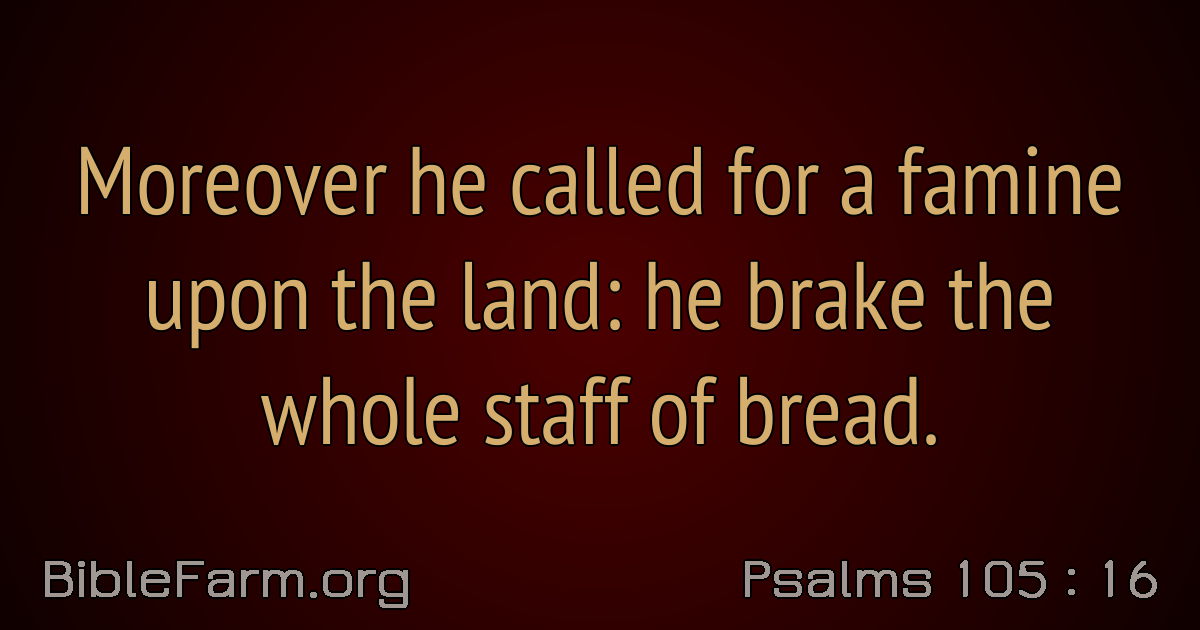 Moreover he called for a famine
upon the land: he brake the
whole staff of bread.
BibleFarm.org
Psalms 105 : 16